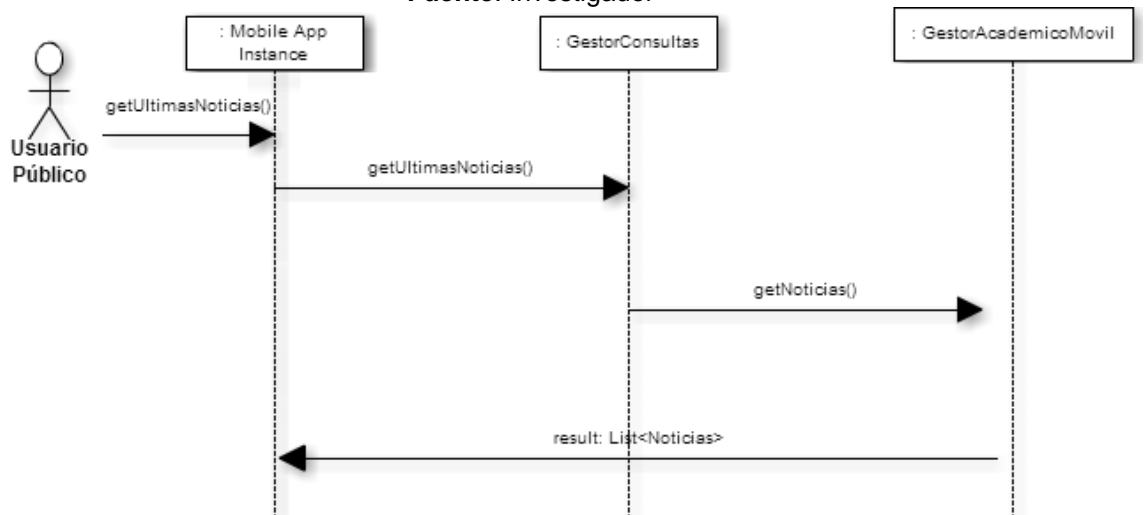 : Mobile App
Instance
: GestorConsultas
: GestorAcademicoMovil
getUltimasNoticias()
Usuario
Público
getUltimasNoticias()
getNoticias()
result: List<Noticias>